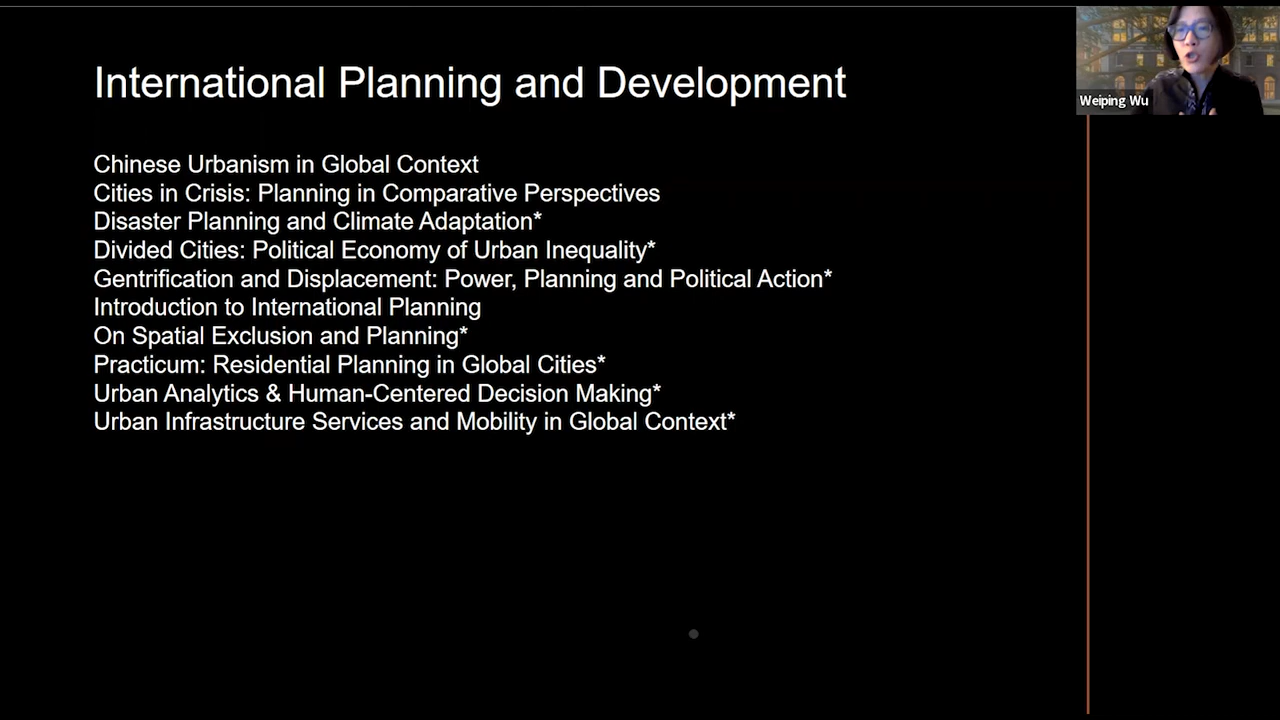 International Planning and Development
Weiping Wu
Chinese Urbanism in Global Context
Cities in Crisis: Planning in Comparative Perspectives
Disaster Planning and Climate Adaptation*
Divided Cities: Political Economy of Urban Inequality*
Gentrification and Displacement: Power, Planning and Political Action*
Introduction to International Planning
On Spatial Exclusion and Planning*
Practicum: Residential Planning in Global Cities*
Urban Analytics & Human-Centered Decision Making*
Urban Infrastructure Services and Mobility in Global Context*